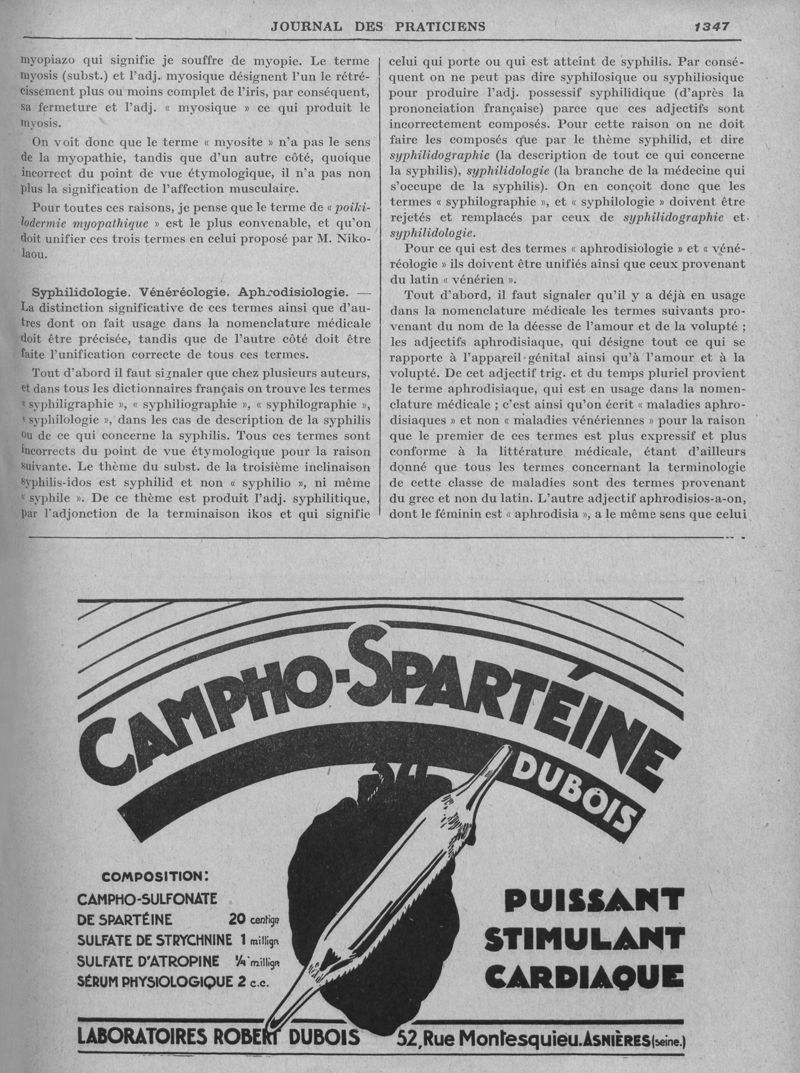 JOURNAL DES PRATICIENS 1347
myopiazo qui signifie je souffre de myopie. Le terme
myosis (subst.) et l'adj. myosique désignent l'un le rétré-
cissement plus ou moins complet de l'iris, par conséquent,
sa fermeture et l'adj. « myosique » ce qui produit le
myosis.
On voit donc que le terme « myosite » n'a pas le sens
de la myopathie, tandis que d'un autre côté, quoique
incorrect du point de vue étymologique, il n'a pas non
plus la signification de l'affection musculaire.
Pour toutes ces raisons, je pense que le terme de « poiki-
lodermie myopathique » est le plus convenable, et qu'on
doit unifier ces trois termes en celui proposé par M. Niko-
laou.
Syphilidologie. Vénéréologie. Aphrodisiologie. —
La distinction significative de ces termes ainsi que d'au-
tres dont on fait usage dans la nomenclature médicale
doit être précisée, tandis que de l'autre côté doit être
faite l'unification correcte de tous ces termes.
Tout d'abord il faut signaler que chez plusieurs auteurs,
et dans tous les dictionnaires français on trouve les termes
« syphiligraphie », « syphiliographie », « syphilographie »,
« syphilologie », dans les cas de description de la syphilis
ou de ce qui concerne la syphilis. Tous ces termes sont
incorrects du point de vue étymologique pour la raison
suivante. Le thème du subst. de la troisième inclinaison
syphilis-idos est syphilid et non « syphilio », ni même
« syphile ». De ce thème est produit l'adj. syphilitique,
par l'adjonction de la terminaison ikos et qui signifie
celui qui porte ou qui est atteint de syphilis. Par consé-
quent on ne peut pas dire syphilosique ou syphiliosique
pour produire l'adj. possessif syphilidique (d'après la
prononciation française) parce que ces adjectifs sont
incorrectement composés. Pour cette raison on ne doit
faire les composés que par le thème syphilid, et dire
syphilidographie (la description de tout ce qui concerne
la syphilis), syphilidologie (la branche de la médecine qui
s'occupe de la syphilis). On en conçoit donc que les
termes « syphilographie », et « syphilologie » doivent être
rejetés et remplacés par ceux de syphilidographie et
syphilidologie.
Pour ce qui est des termes « aphrodisiologie » et « véné-
réologie » ils doivent être unifiés ainsi que ceux provenant
du latin « vénérien ».
Tout d'abord, il faut signaler qu'il y a déjà en usage
dans la nomenclature médicale les termes suivants pro-
venant du nom de la déesse de l'amour et de la volupté ;
les adjectifs aphrodisiaque, qui désigne tout ce qui se
rapporte à l'appareil génital ainsi qu'à l'amour et à la
volupté. De cet adjectif trig. et du temps pluriel provient
le terme aphrodisiaque, qui est en usage dans la nomen-
clature médicale ; c'est ainsi qu'on écrit « maladies aphro-
disiaques » et non « maladies vénériennes » pour la raison
que le premier de ces termes est plus expressif et plus
conforme à la littérature médicale, étant d'ailleurs
donné que tous les termes concernant la terminologie
de cette classe de maladies sont des termes provenant
du grec et non du latin. L'autre adjectif aphrodisios-a-on,
dont le féminin est « aphrodisia », a le même sens que celui
CAMPHO-SPARTÉINE
DUBOIS
COMPOSITION:
CAMPHO-SULFONATE
DE SPARTÉINE 20 centigr
SULFATE DE STRYCHNINE 1 milligr
SULFATE D'ATROPINE 1/4 milligr
SÉRUM PHYSIOLOGIQUE 2 c.c.
PUISSANT
STIMULANT
CARDIAQUE
LABORATOIRES ROBERT DUBOIS 52, Rue Montesquieu. ASNIÈRES (seine.)